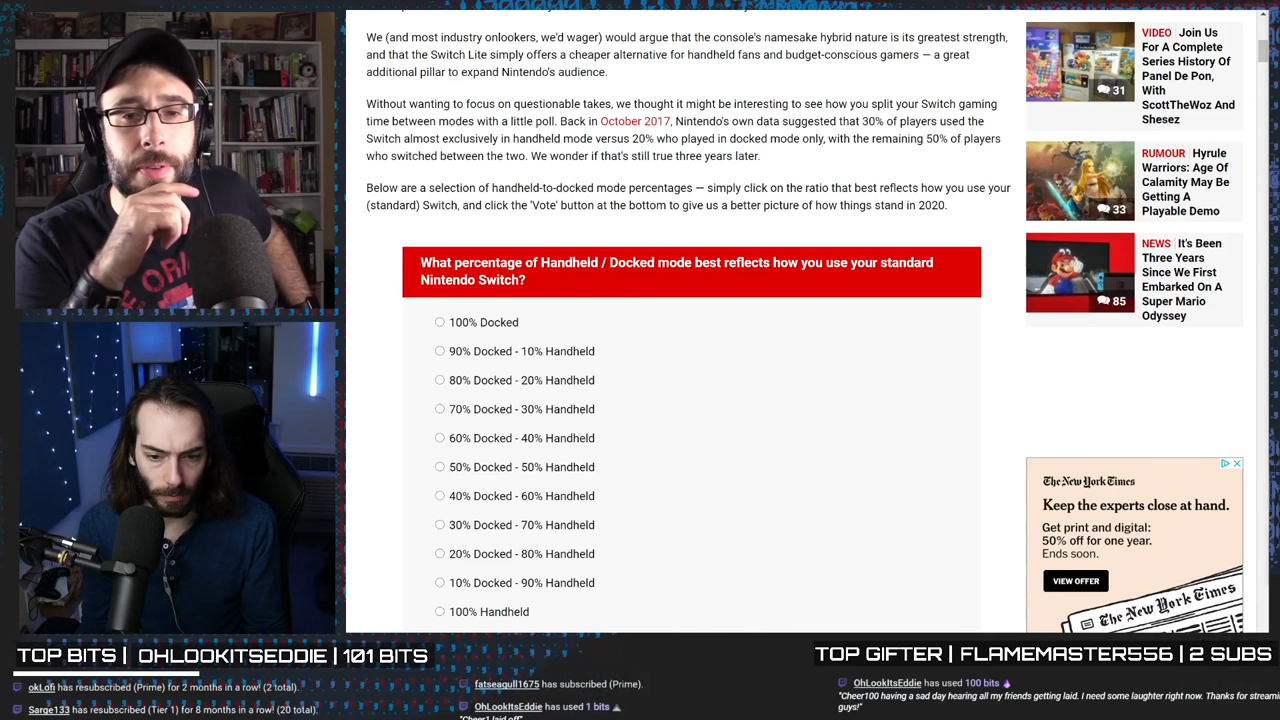 We (and most industry onlookers, we'd wager) would argue that the console's namesake hybrid nature is its greatest strength,
and that the Switch Lite simply offers a cheaper alternative for handheld fans and budget-conscious gamers — a great
additional pillar to expand Nintendo's audience.
Without wanting to focus on questionable takes, we thought it might be interesting to see how you split your Switch gaming
time between modes with a little poll. Back in October 2017, Nintendo's own data suggested that 30% of players used the
Switch almost exclusively in handheld mode versus 20% who played in docked mode only, with the remaining 50% of players
who switched between the two. We wonder if that's still true three years later.
Below are a selection of handheld-to-docked mode percentages — simply click on the ratio that best reflects how you use your
(standard) Switch, and click the 'Vote' button at the bottom to give us a better picture of how things stand in 2020.
What percentage of Handheld / Docked mode best reflects how you use your standard
Nintendo Switch?
100% Docked
90% Docked - 10% Handheld
80% Docked - 20% Handheld
70% Docked - 30% Handheld
60% Docked - 40% Handheld
50% Docked - 50% Handheld
40% Docked - 60% Handheld
30% Docked - 70% Handheld
20% Docked - 80% Handheld
10% Docked - 90% Handheld
100% Handheld
VIDEO Join Us
For A Complete
Series History Of
Panel De Pon,
With
ScottTheWoz And
Shesez
31
RUMOUR Hyrule
Warriors: Age Of
Calamity May Be
Getting A
Playable Demo
33
NEWS It's Been
Three Years
Since We First
Embarked On A
Super Mario
Odyssey
85
The New York Times
Keep the experts close at hand.
Get print and digital:
50% off for one year.
Ends soon.
VIEW OFFER
The New York Times
TOP BITS | OHLOOKITSEDDIE | 101 BITS
TOP GIFTER | FLAMEMASTER556 | 2 SUBS
okLofi has resubscribed (Prime) for 2 months in a row! (2 total).
Sarge133 has resubscribed (Tier 1) for 8 months in a row! (20 total).
fatseagull1675 has subscribed (Prime).
OhLookItsEddie has used 1 bits
"Cheer1 laid off"
OhLookItsEddie has used 100 bits
"Cheer100 having a sad day hearing all my friends getting laid. I need some laughter right now. Thanks for streami
guys!"